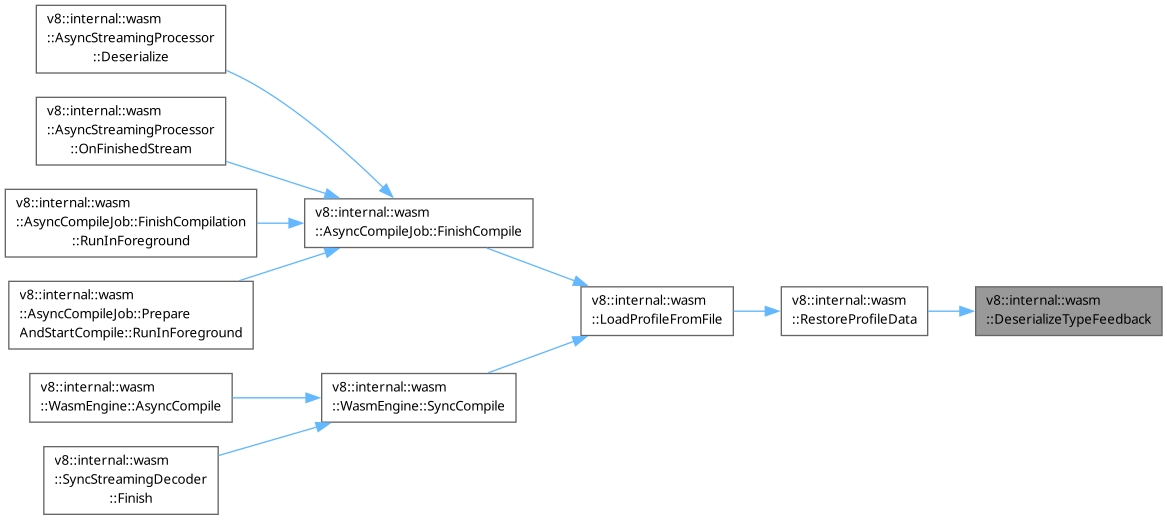 v8::internal::wasm
::AsyncStreamingProcessor
::Deserialize
v8::internal::wasm
::AsyncStreamingProcessor
::OnFinishedStream
v8::internal::wasm
::AsyncCompileJob::FinishCompilation
::RunInForeground
v8::internal::wasm
::AsyncCompileJob::Prepare
AndStartCompile::RunInForeground
v8::internal::wasm
::WasmEngine::AsyncCompile
v8::internal::wasm
::SyncStreamingDecoder
::Finish
v8::internal::wasm
::AsyncCompileJob::FinishCompile
v8::internal::wasm
::WasmEngine::SyncCompile
v8::internal::wasm
::LoadProfileFromFile
v8::internal::wasm
::RestoreProfileData
v8::internal::wasm
::DeserializeTypeFeedback